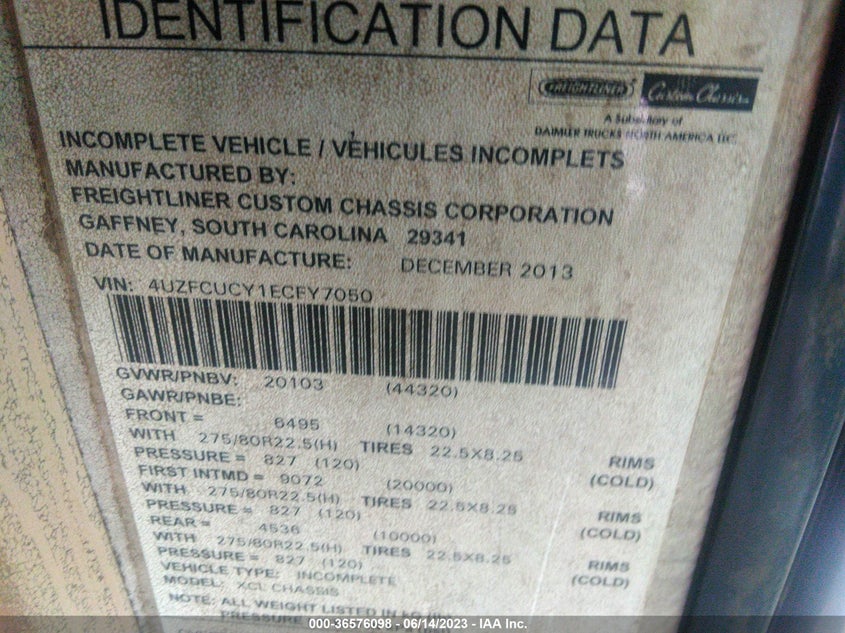 IDENTIFICATION DATA
FREIGHTLINER Custom Chassis
A Subsidiary of
DAIMLER TRUCKS NORTH AMERICA LLC
INCOMPLETE VEHICLE / VÉHICULES INCOMPLETS
MANUFACTURED BY:
FREIGHTLINER CUSTOM CHASSIS CORPORATION
GAFFNEY, SOUTH CAROLINA 29341
DATE OF MANUFACTURE: DECEMBER 2013
VIN: 4UZFCUCY1ECFY7050
GVWR/PNBV: 20103 (44320)
GAWR/PNBE:
FRONT = 6495 (14320)
WITH 275/80R22.5(H) TIRES 22.5X8.25 RIMS
PRESSURE = 827 (120) (COLD)
FIRST INTMD = 9072 (20000)
WITH 275/80R22.5(H) TIRES 22.5X8.25 RIMS
PRESSURE = 827 (120) (COLD)
REAR = 4536 (10000)
WITH 275/80R22.5(H) TIRES 22.5X8.25 RIMS
PRESSURE = 827 (120) (COLD)
VEHICLE TYPE: INCOMPLETE
MODEL: XCL CHASSIS
NOTE: ALL WEIGHT LISTED IN
PRESSURE
000-36576098 - 06/14/2023 - IAA Inc.